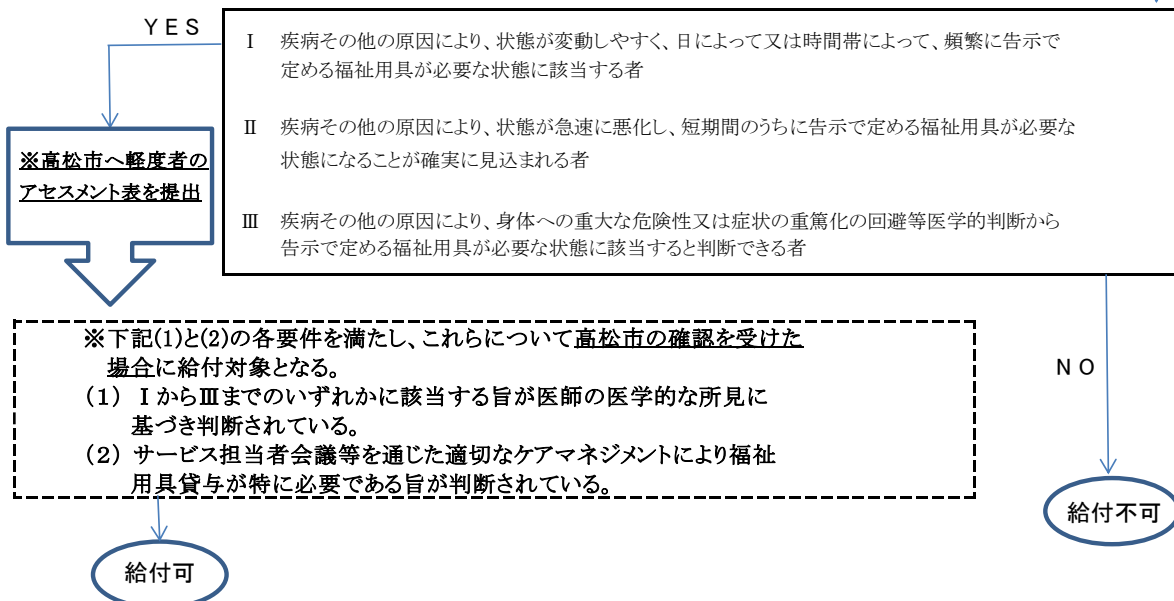 YES
Ⅰ 疾病その他の原因により、状態が変動しやすく、日によって又は時間帯によって、頻繁に告示で
定める福祉用具が必要な状態に該当する者
Ⅱ 疾病その他の原因により、状態が急速に悪化し、短期間のうちに告示で定める福祉用具が必要な
状態になることが確実に見込まれる者
Ⅲ 疾病その他の原因により、身体への重大な危険性又は症状の重篤化の回避等医学的判断から
告示で定める福祉用具が必要な状態に該当すると判断できる者
※高松市へ軽度者の
アセスメント表を提出
※下記(1)と(2)の各要件を満たし、これらについて高松市の確認を受けた
場合に給付対象となる。
(1) ⅠからⅢまでのいずれかに該当する旨が医師の医学的な所見に
基づき判断されている。
(2) サービス担当者会議等を通じた適切なケアマネジメントにより福祉
用具貸与が特に必要である旨が判断されている。
NO
給付不可
給付可